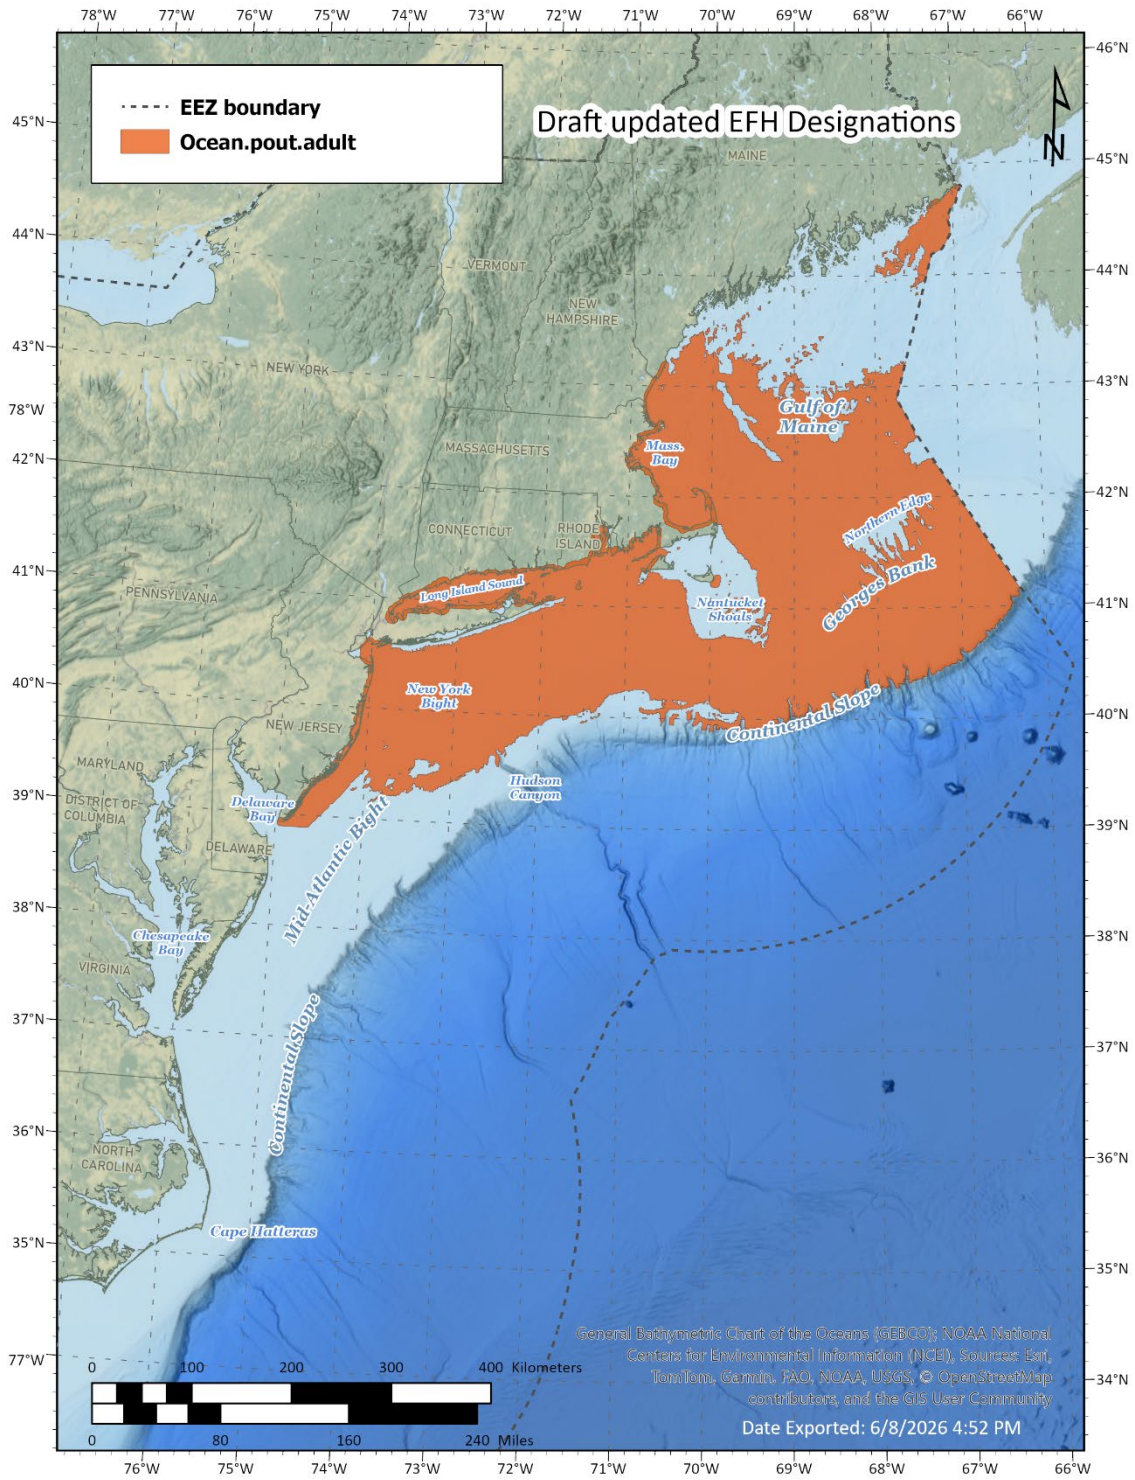 78°W
77°W
76°W
75°W
74°W
73°W
72°W
71°W
70°W
69°W
68°W
67°W
66°W
46°N
EEZ boundary
Ocean.pout.adult
Draft updated EFH Designations
N
45°N
45°N
MAINE
44°N
44°N
VERMONT
NEW
HAMPSHIRE
43°N
43°N
NEW YORK
78°W
Gulf of
Maine
42°N
42°N
MASSACHUSETTS
Mass.
Bay
Northern Edge
CONNECTICUT
RHODE
ISLAND
41°N
41°N
PENNSYLVANIA
Long Island Sound
Georges Bank
Nantucket
Shoals
40°N
40°N
New York
Bight
NEW JERSEY
Continental Slope
MARYLAND
Hudson
Canyon
39°N
39°N
DISTRICT OF
COLUMBIA
Delaware
Bay
DELAWARE
Mid-Atlantic Bight
38°N
38°N
Chesapeake
Bay
VIRGINIA
37°N
37°N
Continental Slope
36°N
36°N
NORTH
CAROLINA
Cape Hatteras
35°N
35°N
77°W
34°N
General Bathymetric Chart of the Oceans (GEBCO); NOAA National
Centers for Environmental Information (NCEI), Sources: Esri,
TomTom, Garmin, FAO, NOAA, USGS, © OpenStreetMap
contributors, and the GIS User Community
Date Exported: 6/8/2026 4:52 PM
0 100 200 300 400 Kilometers
0 80 160 240 Miles
76°W
75°W
74°W
73°W
72°W
71°W
70°W
69°W
68°W
67°W
66°W